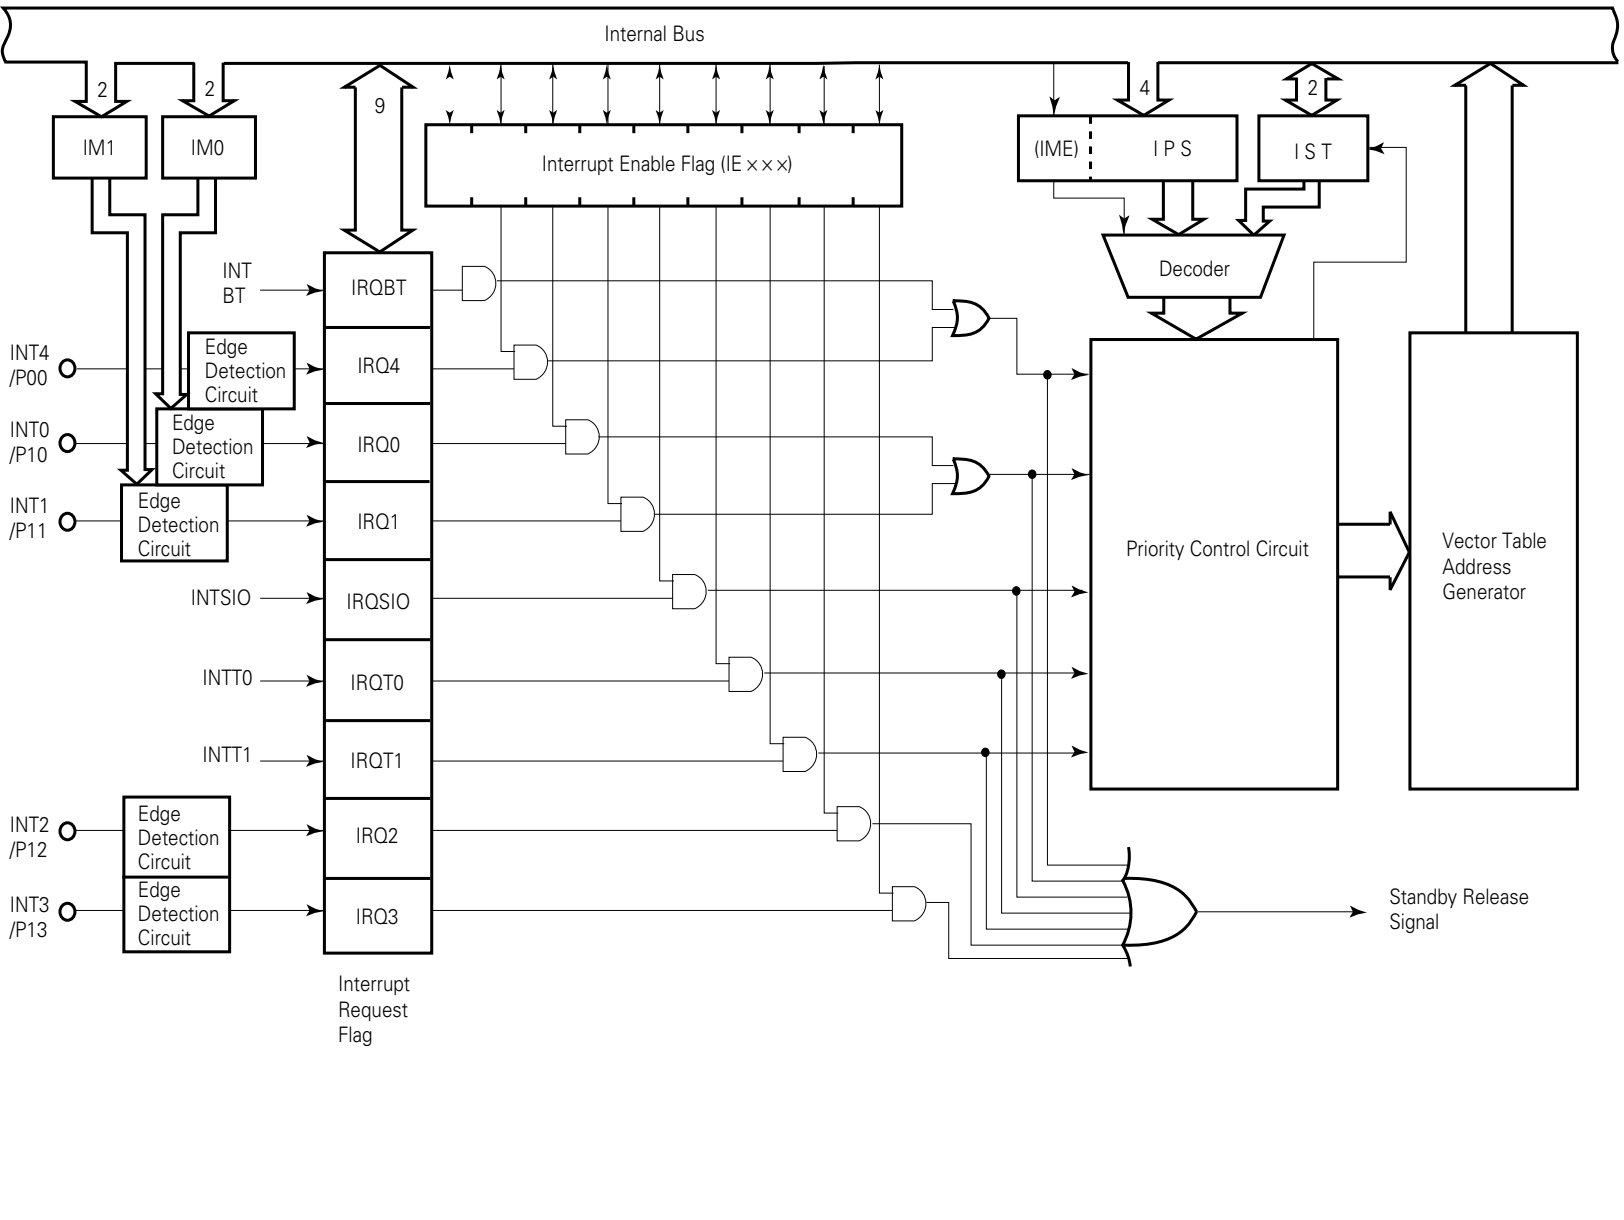 Internal Bus
2
2
9
4
2
IM1
IM0
Interrupt Enable Flag (IE×××)
(IME)
I P S
I S T
Decoder
INT
BT
IRQBT
INT4
/P00
Edge
Detection
Circuit
IRQ4
INT0
/P10
Edge
Detection
Circuit
IRQ0
INT1
/P11
Edge
Detection
Circuit
IRQ1
INTSIO
IRQSIO
INTT0
IRQT0
INTT1
IRQT1
INT2
/P12
Edge
Detection
Circuit
IRQ2
INT3
/P13
Edge
Detection
Circuit
IRQ3
Interrupt
Request
Flag
Priority Control Circuit
Vector Table
Address
Generator
Standby Release
Signal